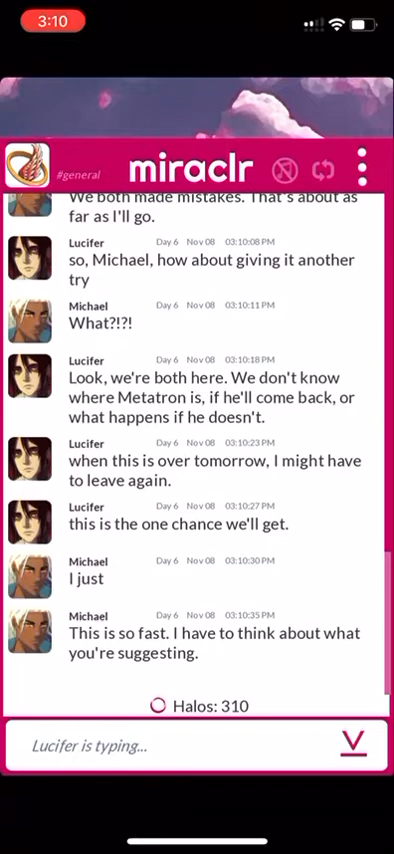 3:10
#general
miraclr
We both made mistakes. That's about as
far as I'll go.
Lucifer Day 6 Nov 08 03:10:08 PM
so, Michael, how about giving it another
try
Michael Day 6 Nov 08 03:10:11 PM
What?!?!
Lucifer Day 6 Nov 08 03:10:18 PM
Look, we're both here. We don't know
where Metatron is, if he'll come back, or
what happens if he doesn't.
Lucifer Day 6 Nov 08 03:10:23 PM
when this is over tomorrow, I might have
to leave again.
Lucifer Day 6 Nov 08 03:10:27 PM
this is the one chance we'll get.
Michael Day 6 Nov 08 03:10:30 PM
I just
Michael Day 6 Nov 08 03:10:35 PM
This is so fast. I have to think about what
you're suggesting.
Halos: 310
Lucifer is typing...